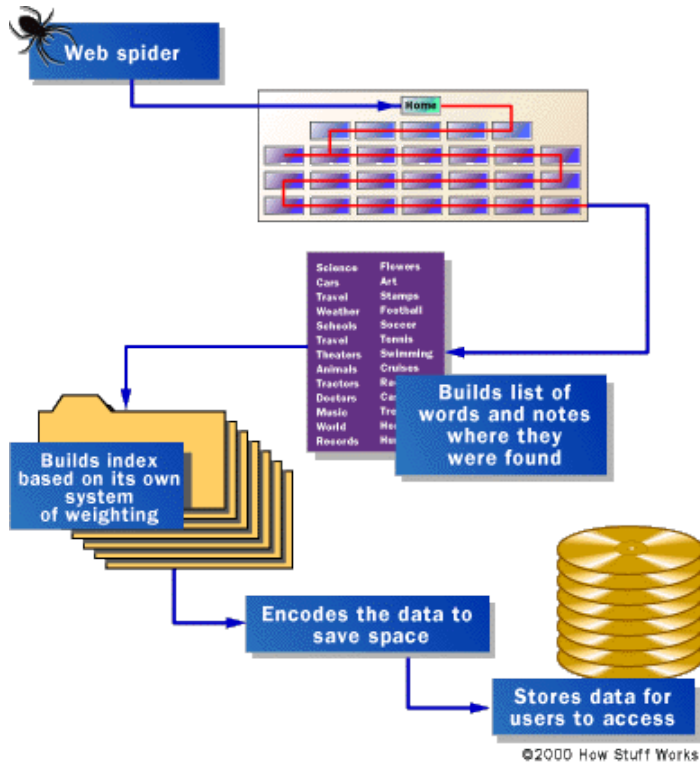 Web spider
Home
Science
Cars
Travel
Weather
Schools
Travel
Theaters
Animals
Tractors
Doctors
Music
World
Records
Flowers
Art
Stamps
Football
Soccer
Tennis
Swimming
Cruises
Builds list of
words and notes
where they
were found
Builds index
based on its own
system
of weighting
Encodes the data to
save space
Stores data for
users to access
©2000 How Stuff Works